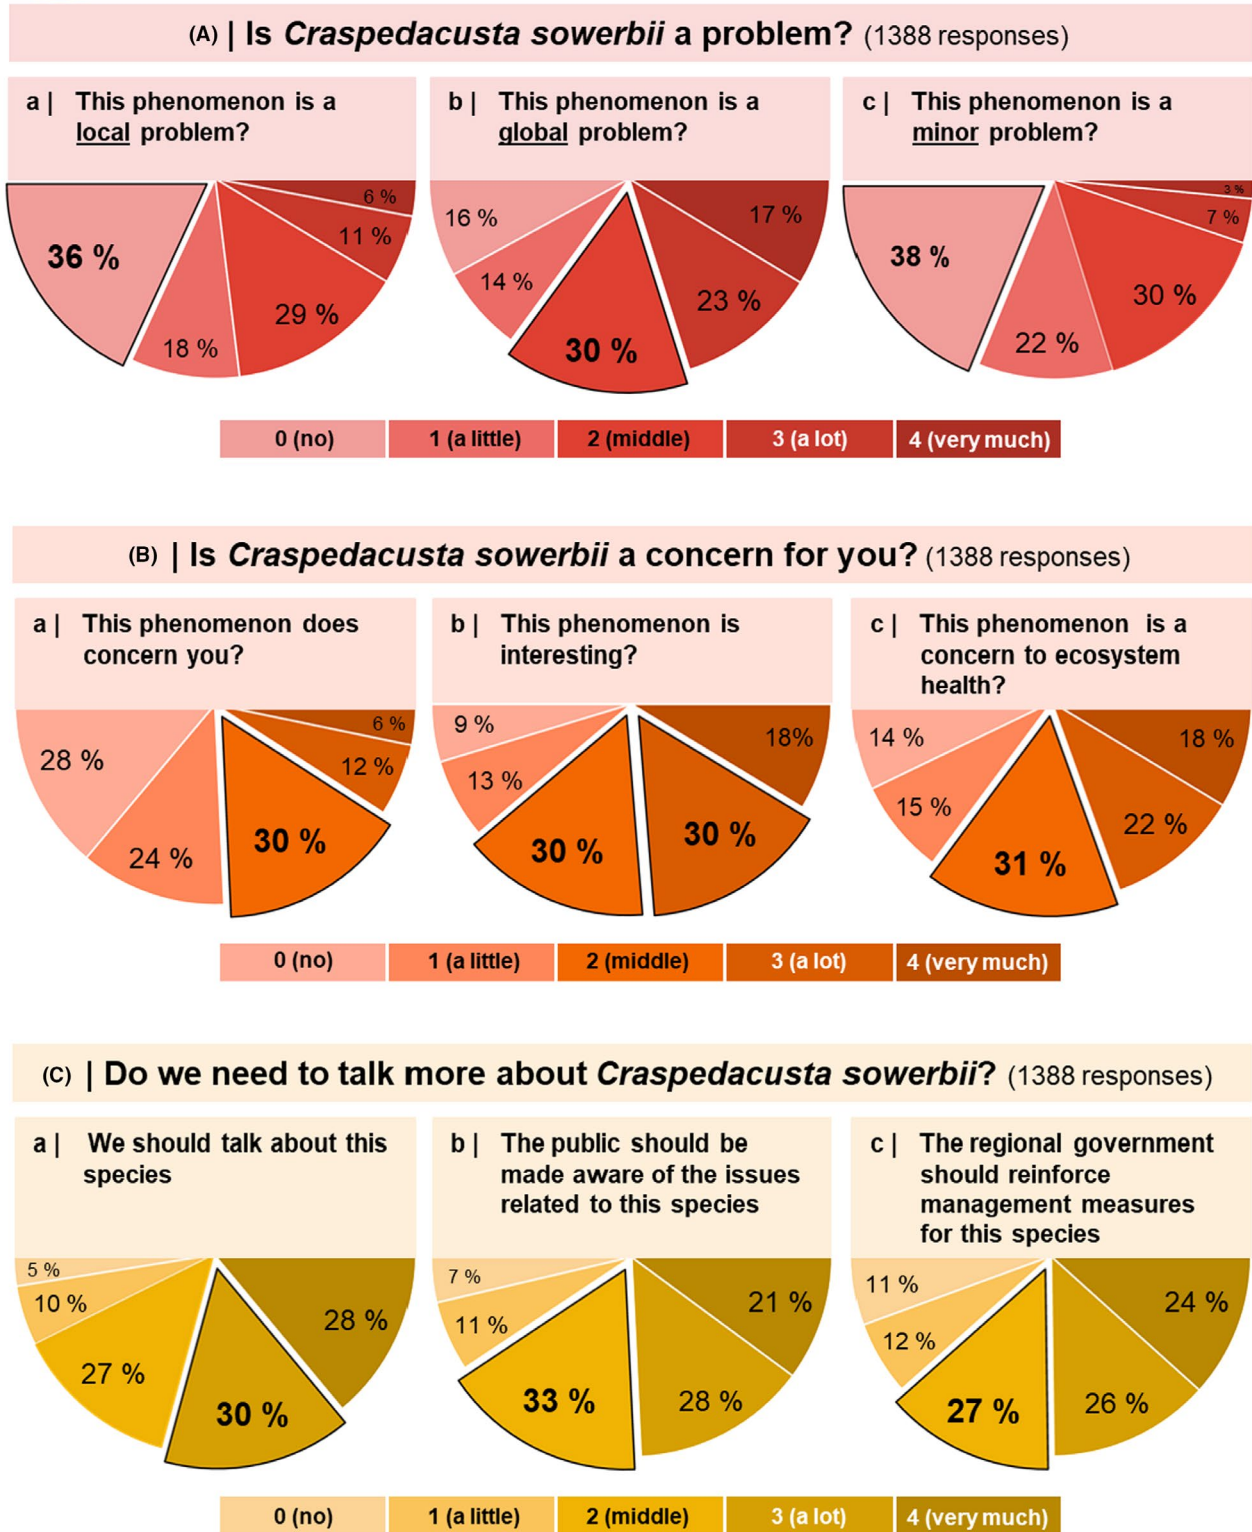 (A) | Is Craspedacusta sowerbii a problem? (1388 responses)
a | This phenomenon is a
local problem?
b | This phenomenon is a
global problem?
c | This phenomenon is a
minor problem?
36 %
18 %
29 %
11 %
6 %
16 %
14 %
30 %
23 %
17 %
38 %
22 %
30 %
7 %
3 %
0 (no)
1 (a little)
2 (middle)
3 (a lot)
4 (very much)
(B) | Is Craspedacusta sowerbii a concern for you? (1388 responses)
a | This phenomenon does
concern you?
b | This phenomenon is
interesting?
c | This phenomenon is a
concern to ecosystem
health?
28 %
24 %
30 %
12 %
6 %
9 %
13 %
30 %
30 %
18%
14 %
15 %
31 %
22 %
18 %
0 (no)
1 (a little)
2 (middle)
3 (a lot)
4 (very much)
(C) | Do we need to talk more about Craspedacusta sowerbii? (1388 responses)
a | We should talk about this
species
b | The public should be
made aware of the issues
related to this species
c | The regional government
should reinforce
management measures
for this species
5 %
10 %
27 %
30 %
28 %
7 %
11 %
33 %
28 %
21 %
11 %
12 %
27 %
26 %
24 %
0 (no)
1 (a little)
2 (middle)
3 (a lot)
4 (very much)